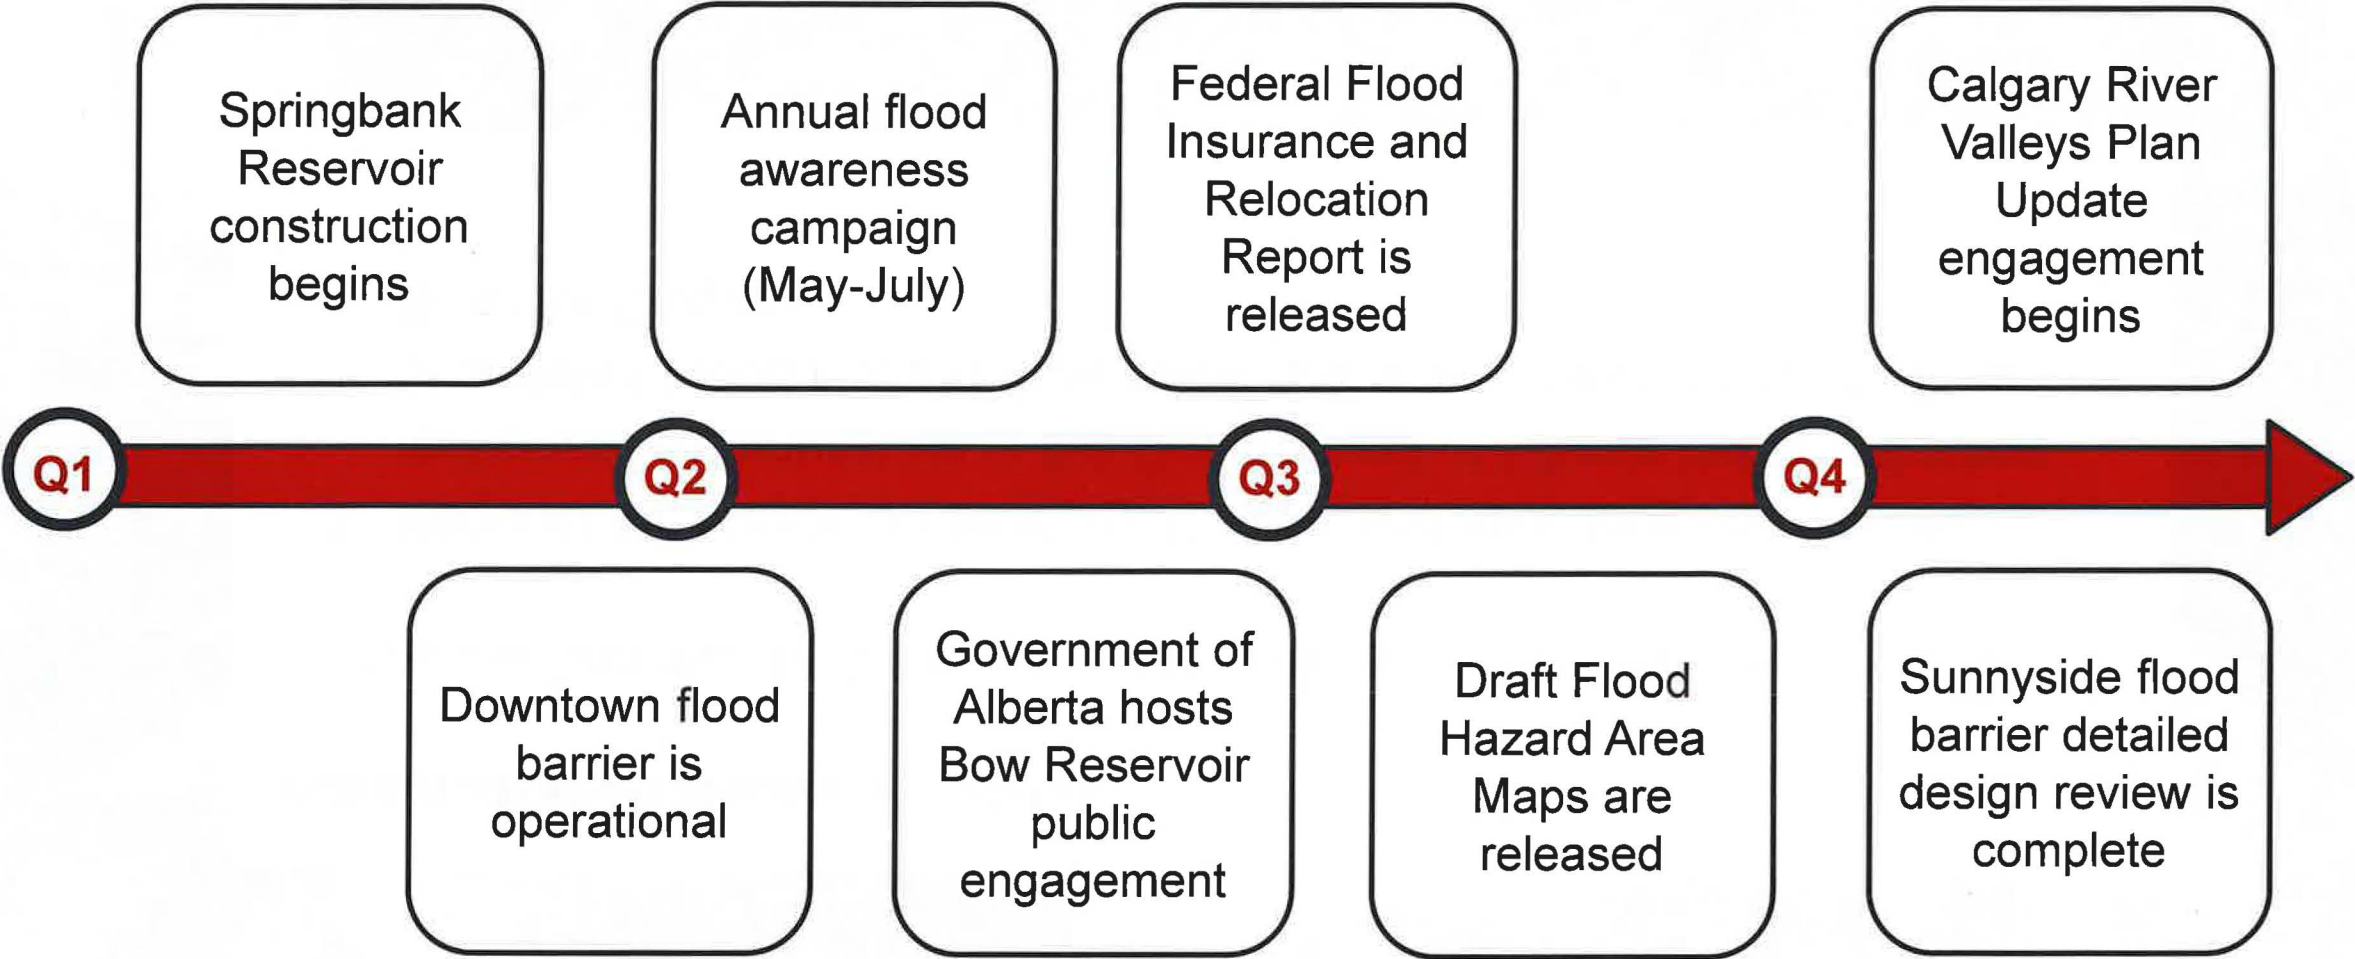 Springbank
Reservoir
construction
begins
Annual flood
awareness
campaign
(May-July)
Federal Flood
Insurance and
Relocation
Report is
released
Calgary River
Valleys Plan
Update
engagement
begins
Q1
Q2
Q3
Q4
Downtown flood
barrier is
operational
Government of
Alberta hosts
Bow Reservoir
public
engagement
Draft Flood
Hazard Area
Maps are
released
Sunnyside flood
barrier detailed
design review is
complete